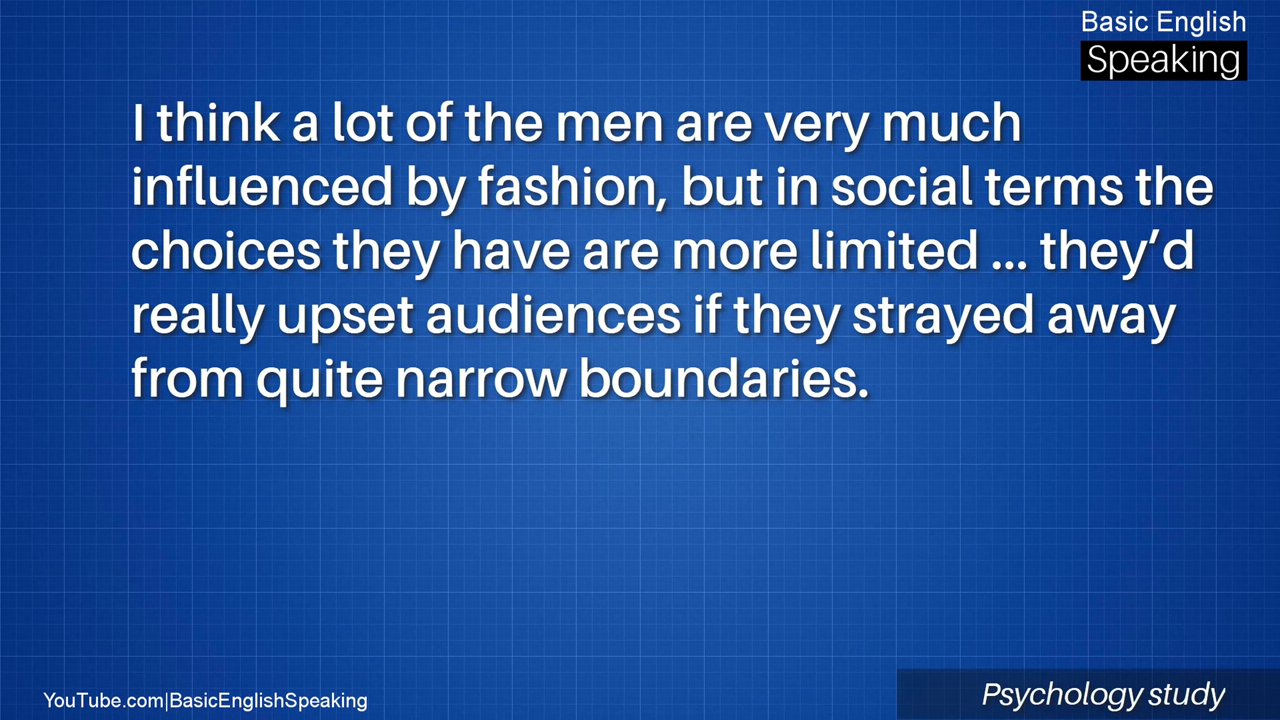 Basic English
Speaking
I think a lot of the men are very much
influenced by fashion, but in social terms the
choices they have are more limited ... they’d
really upset audiences if they strayed away
from quite narrow boundaries.
YouTube.com|BasicEnglishSpeaking
Psychology study